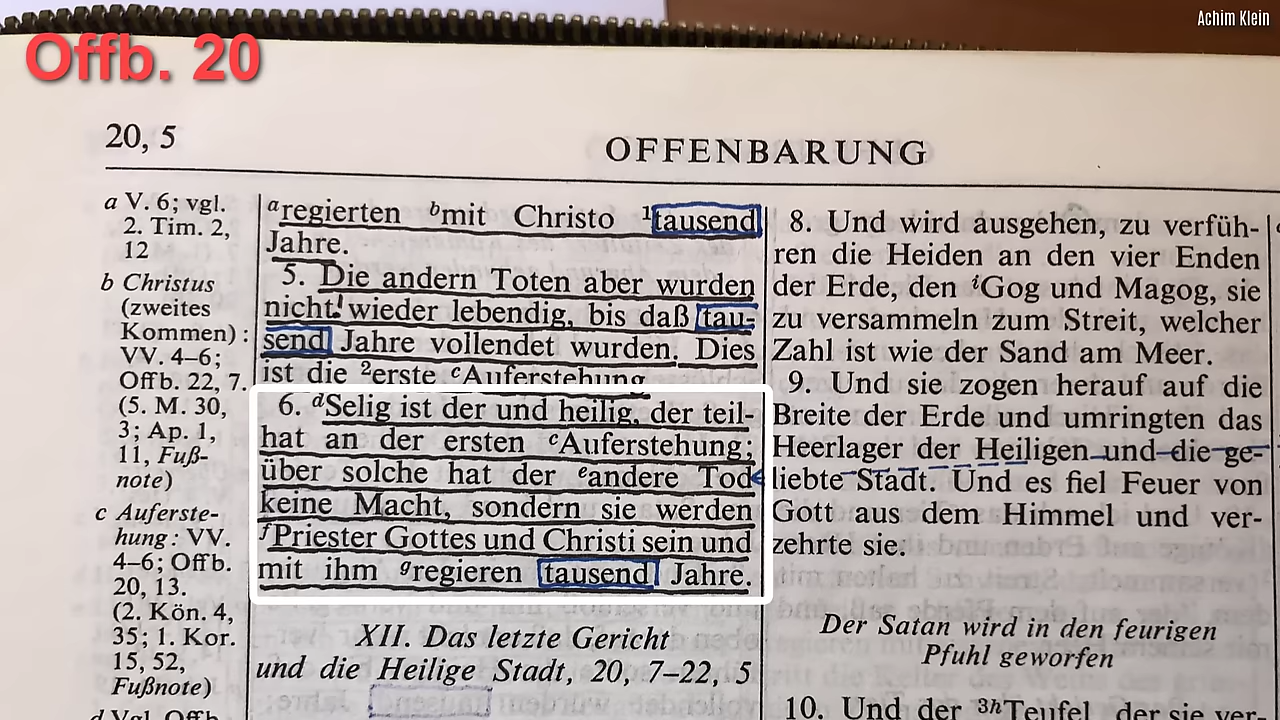 Achim Klein
Offb. 20
20, 5
OFFENBARUNG
a V. 6; vgl.
2. Tim. 2,
12
b Christus
(zweites
Kommen):
VV. 4–6;
Offb. 22, 7.
(5. M. 30,
3; Ap. 1,
11, Fuß-
note)
c Auferste-
hung: VV.
4–6; Offb.
20, 13.
(2. Kön. 4,
35; 1. Kor.
15, 52,
Fußnote)
d Vgl. Offb.
aregierten bmit Christo 1tausend
Jahre.
5. Die andern Toten aber wurden
nicht wieder lebendig, bis daß tau-
send Jahre vollendet wurden. Dies
ist die 2erste cAuferstehung.
6. dSelig ist der und heilig, der teil-
hat an der ersten cAuferstehung;
über solche hat der eandere Tod
keine Macht, sondern sie werden
fPriester Gottes und Christi sein und
mit ihm gregieren tausend Jahre.
XII. Das letzte Gericht
und die Heilige Stadt, 20, 7–22, 5
8. Und wird ausgehen, zu verfüh-
ren die Heiden an den vier Enden
der Erde, den iGog und Magog, sie
zu versammeln zum Streit, welcher
Zahl ist wie der Sand am Meer.
9. Und sie zogen herauf auf die
Breite der Erde und umringten das
Heerlager der Heiligen und die ge-
liebte Stadt. Und es fiel Feuer von
Gott aus dem Himmel und ver-
zehrte sie.
Der Satan wird in den feurigen
Pfuhl geworfen
10. Und der 3hTeufel, der sie ver-